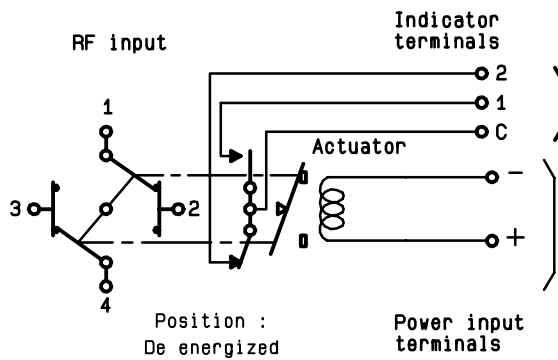 Indicator
terminals
RF input
2
1
C
Actuator
1
3
2
4
-
+
Position :
De energized
Power input
terminals